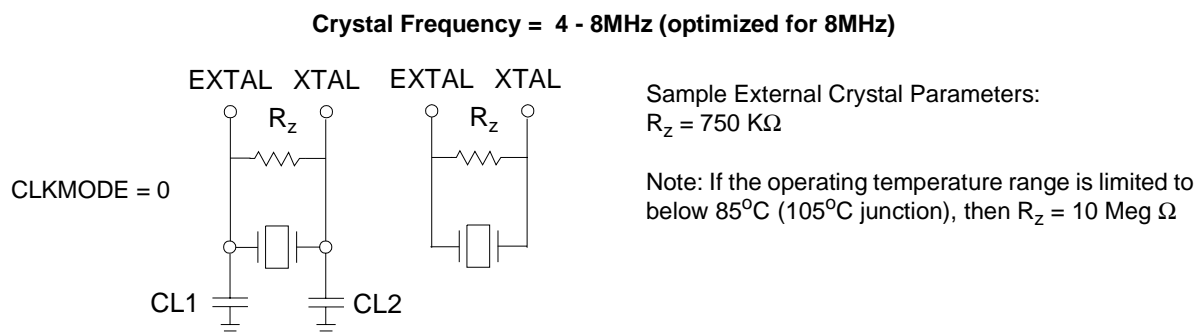 Crystal Frequency = 4 - 8MHz (optimized for 8MHz)
EXTAL XTAL
EXTAL XTAL
R_z
R_z
Sample External Crystal Parameters:
R_z = 750 KΩ
CLKMODE = 0
Note: If the operating temperature range is limited to
below 85°C (105°C junction), then R_z = 10 Meg Ω
CL1
CL2